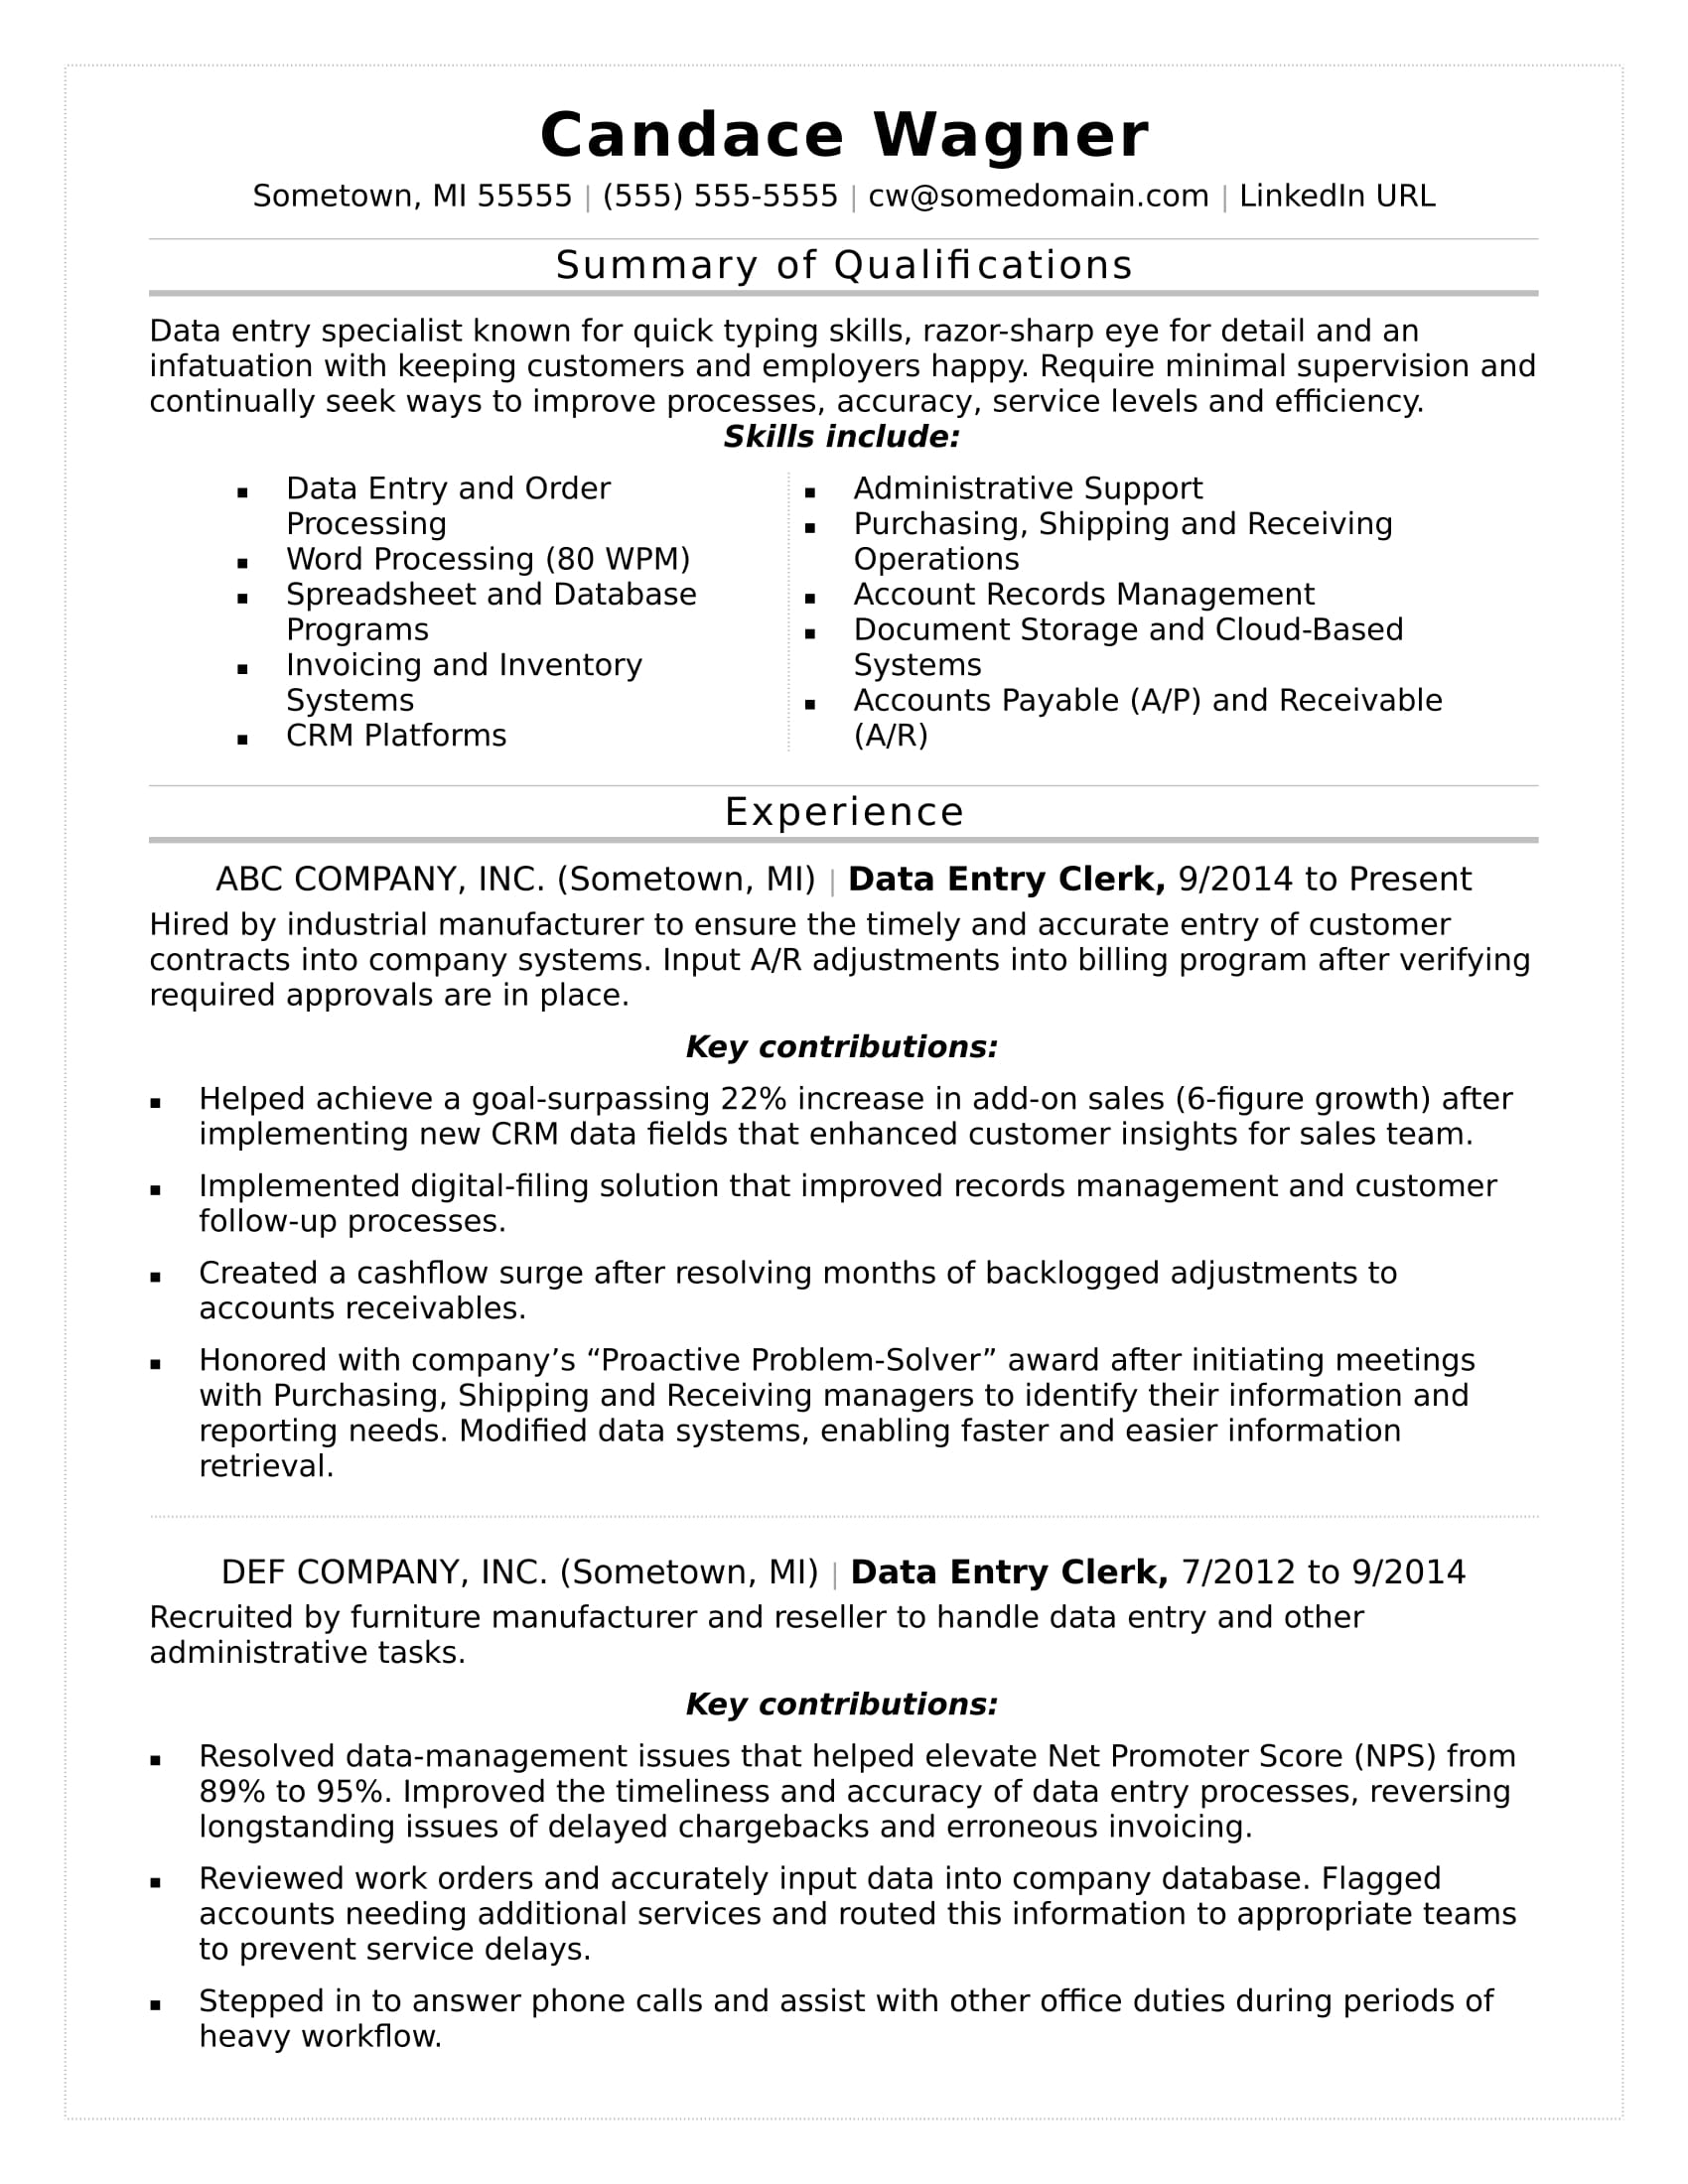 Candace Wagner
Sometown, MI 55555 | (555) 555-5555 | cw@somedomain.com | LinkedIn URL
Summary of Qualifications
Data entry specialist known for quick typing skills, razor-sharp eye for detail and an
infatuation with keeping customers and employers happy. Require minimal supervision and
continually seek ways to improve processes, accuracy, service levels and efficiency.
Skills include:
▪ Data Entry and Order
Processing
▪ Word Processing (80 WPM)
▪ Spreadsheet and Database
Programs
▪ Invoicing and Inventory
Systems
▪ CRM Platforms
▪ Administrative Support
▪ Purchasing, Shipping and Receiving
Operations
▪ Account Records Management
▪ Document Storage and Cloud-Based
Systems
▪ Accounts Payable (A/P) and Receivable
(A/R)
Experience
ABC COMPANY, INC. (Sometown, MI) | Data Entry Clerk, 9/2014 to Present
Hired by industrial manufacturer to ensure the timely and accurate entry of customer
contracts into company systems. Input A/R adjustments into billing program after verifying
required approvals are in place.
Key contributions:
▪ Helped achieve a goal-surpassing 22% increase in add-on sales (6-figure growth) after
implementing new CRM data fields that enhanced customer insights for sales team.
▪ Implemented digital-filing solution that improved records management and customer
follow-up processes.
▪ Created a cashflow surge after resolving months of backlogged adjustments to
accounts receivables.
▪ Honored with company’s “Proactive Problem-Solver” award after initiating meetings
with Purchasing, Shipping and Receiving managers to identify their information and
reporting needs. Modified data systems, enabling faster and easier information
retrieval.
DEF COMPANY, INC. (Sometown, MI) | Data Entry Clerk, 7/2012 to 9/2014
Recruited by furniture manufacturer and reseller to handle data entry and other
administrative tasks.
Key contributions:
▪ Resolved data-management issues that helped elevate Net Promoter Score (NPS) from
89% to 95%. Improved the timeliness and accuracy of data entry processes, reversing
longstanding issues of delayed chargebacks and erroneous invoicing.
▪ Reviewed work orders and accurately input data into company database. Flagged
accounts needing additional services and routed this information to appropriate teams
to prevent service delays.
▪ Stepped in to answer phone calls and assist with other office duties during periods of
heavy workflow.